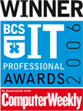 WINNER
BCS
IT
PROFESSIONAL
AWARDS
2006
In Association with
ComputerWeekly